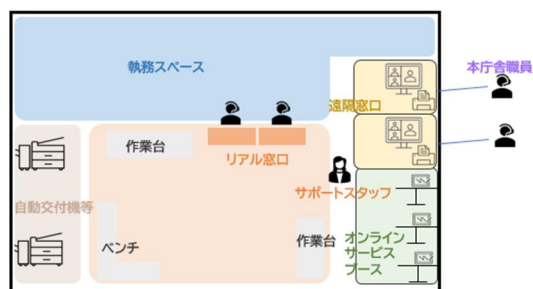 執務スペース
本庁舎職員
遠隔窓口
作業台
リアル窓口
サポートスタッフ
自動交付機等
ベンチ
作業台
オンライン
サービス
ブース